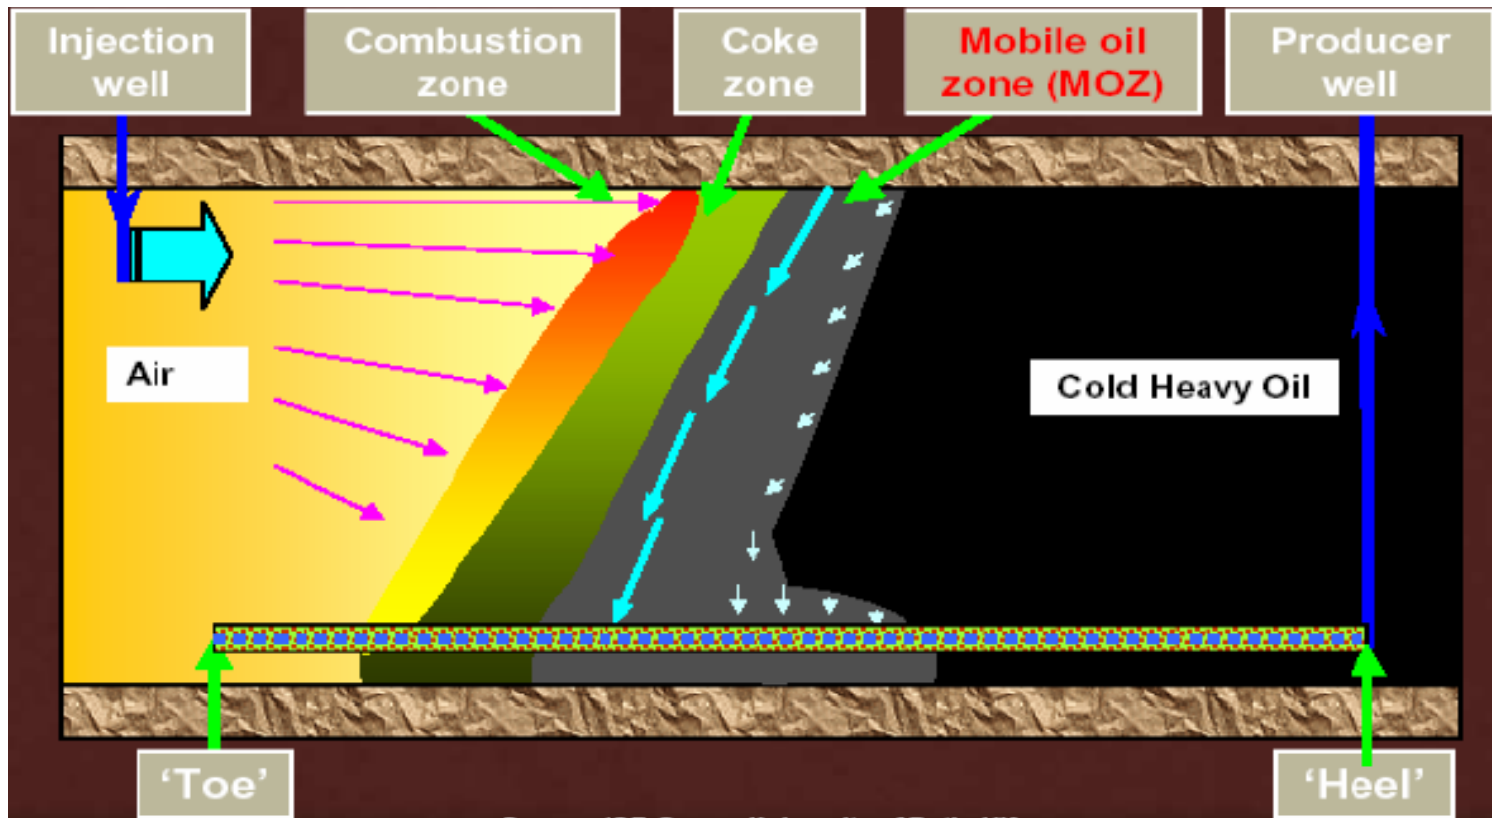 Injection
well
Combustion
zone
Coke
zone
Mobile oil
zone (MOZ)
Producer
well
Air
Cold Heavy Oil
‘Toe’
‘Heel’